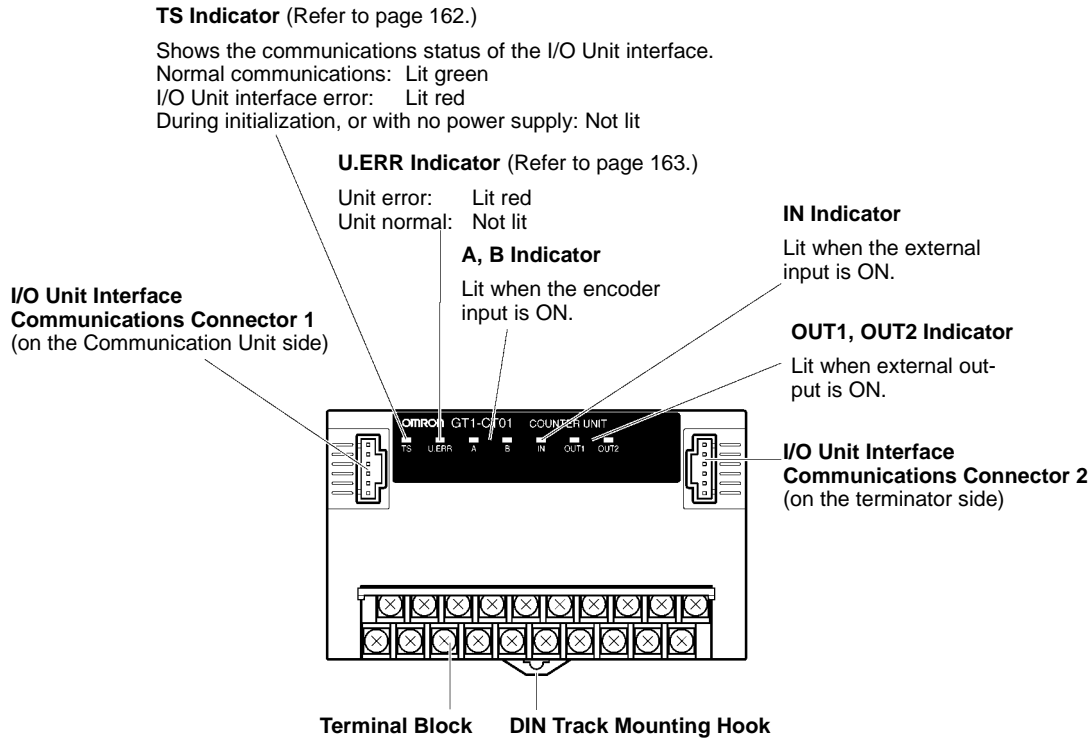 TS Indicator (Refer to page 162.)
Shows the communications status of the I/O Unit interface.
Normal communications: Lit green
I/O Unit interface error: Lit red
During initialization, or with no power supply: Not lit
U.ERR Indicator (Refer to page 163.)
Unit error: Lit red
Unit normal: Not lit
A, B Indicator
Lit when the encoder
input is ON.
IN Indicator
Lit when the external
input is ON.
OUT1, OUT2 Indicator
Lit when external out-
put is ON.
I/O Unit Interface
Communications Connector 1
(on the Communication Unit side)
OMRON GT1-CT01 COUNTER UNIT
TS U.ERR A B IN OUT1 OUT2
I/O Unit Interface
Communications Connector 2
(on the terminator side)
Terminal Block DIN Track Mounting Hook